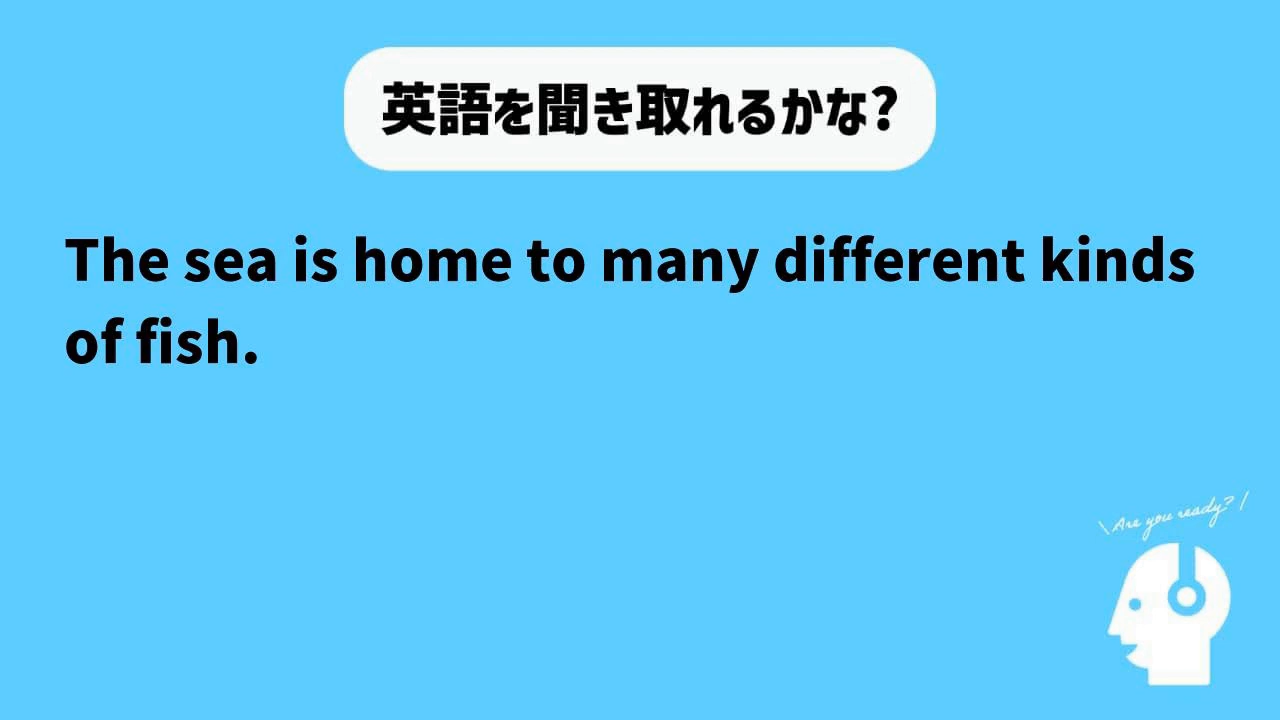 英語を聞き取れるかな?
The sea is home to many different kinds
of fish.
\Are you ready?/